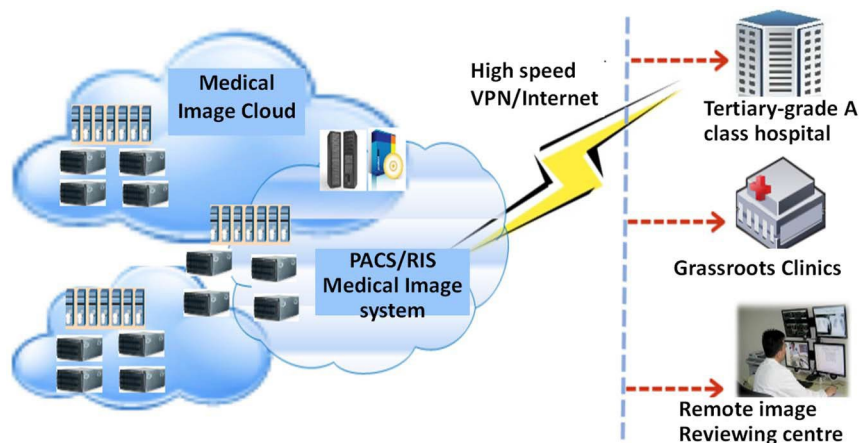 Medical
Image Cloud
High speed
VPN/Internet
Tertiary-grade A
class hospital
PACS/RIS
Medical Image
system
Grassroots Clinics
Remote image
Reviewing centre